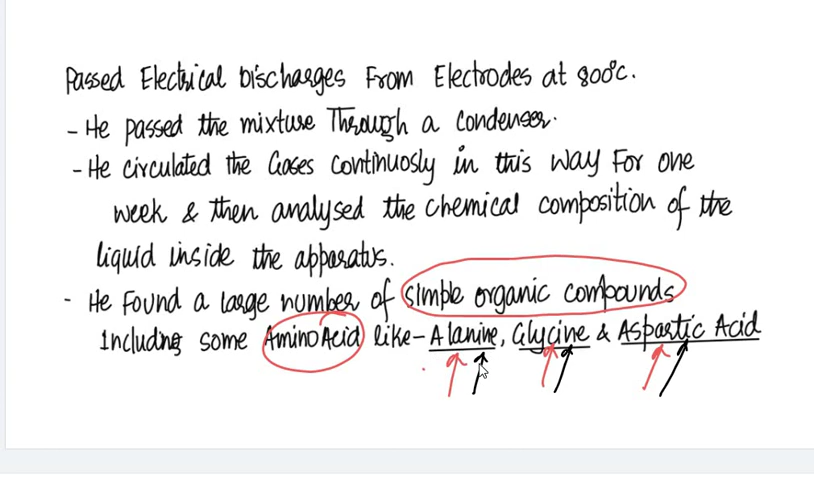 Passed Electrical Discharges From Electrodes at 800°c.
- He passed the mixture Through a condenser.
- He circulated the Gases continuosly in this way For one
week & then analysed the chemical composition of the
liquid inside the apparatus.
- He Found a large number of simple organic compounds
Including some Amino Acid like - Alanine, Glycine & Aspartic Acid